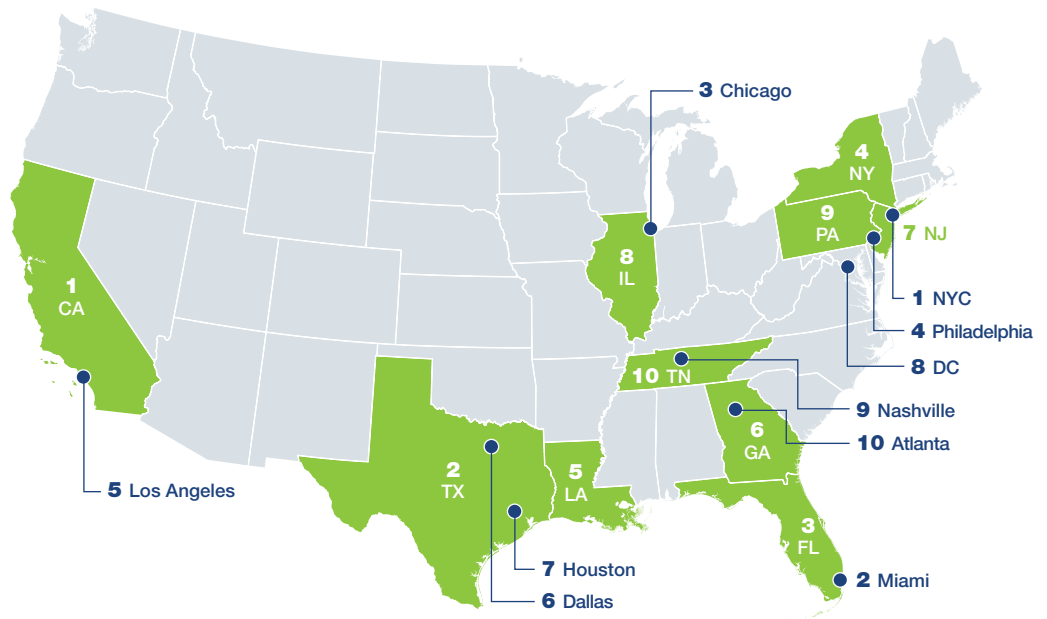 3 Chicago
4
NY
9
PA
7 NJ
8
IL
1
CA
1 NYC
4 Philadelphia
8 DC
10 TN
9 Nashville
10 Atlanta
6
GA
2
TX
5
LA
5 Los Angeles
3
FL
7 Houston
2 Miami
6 Dallas